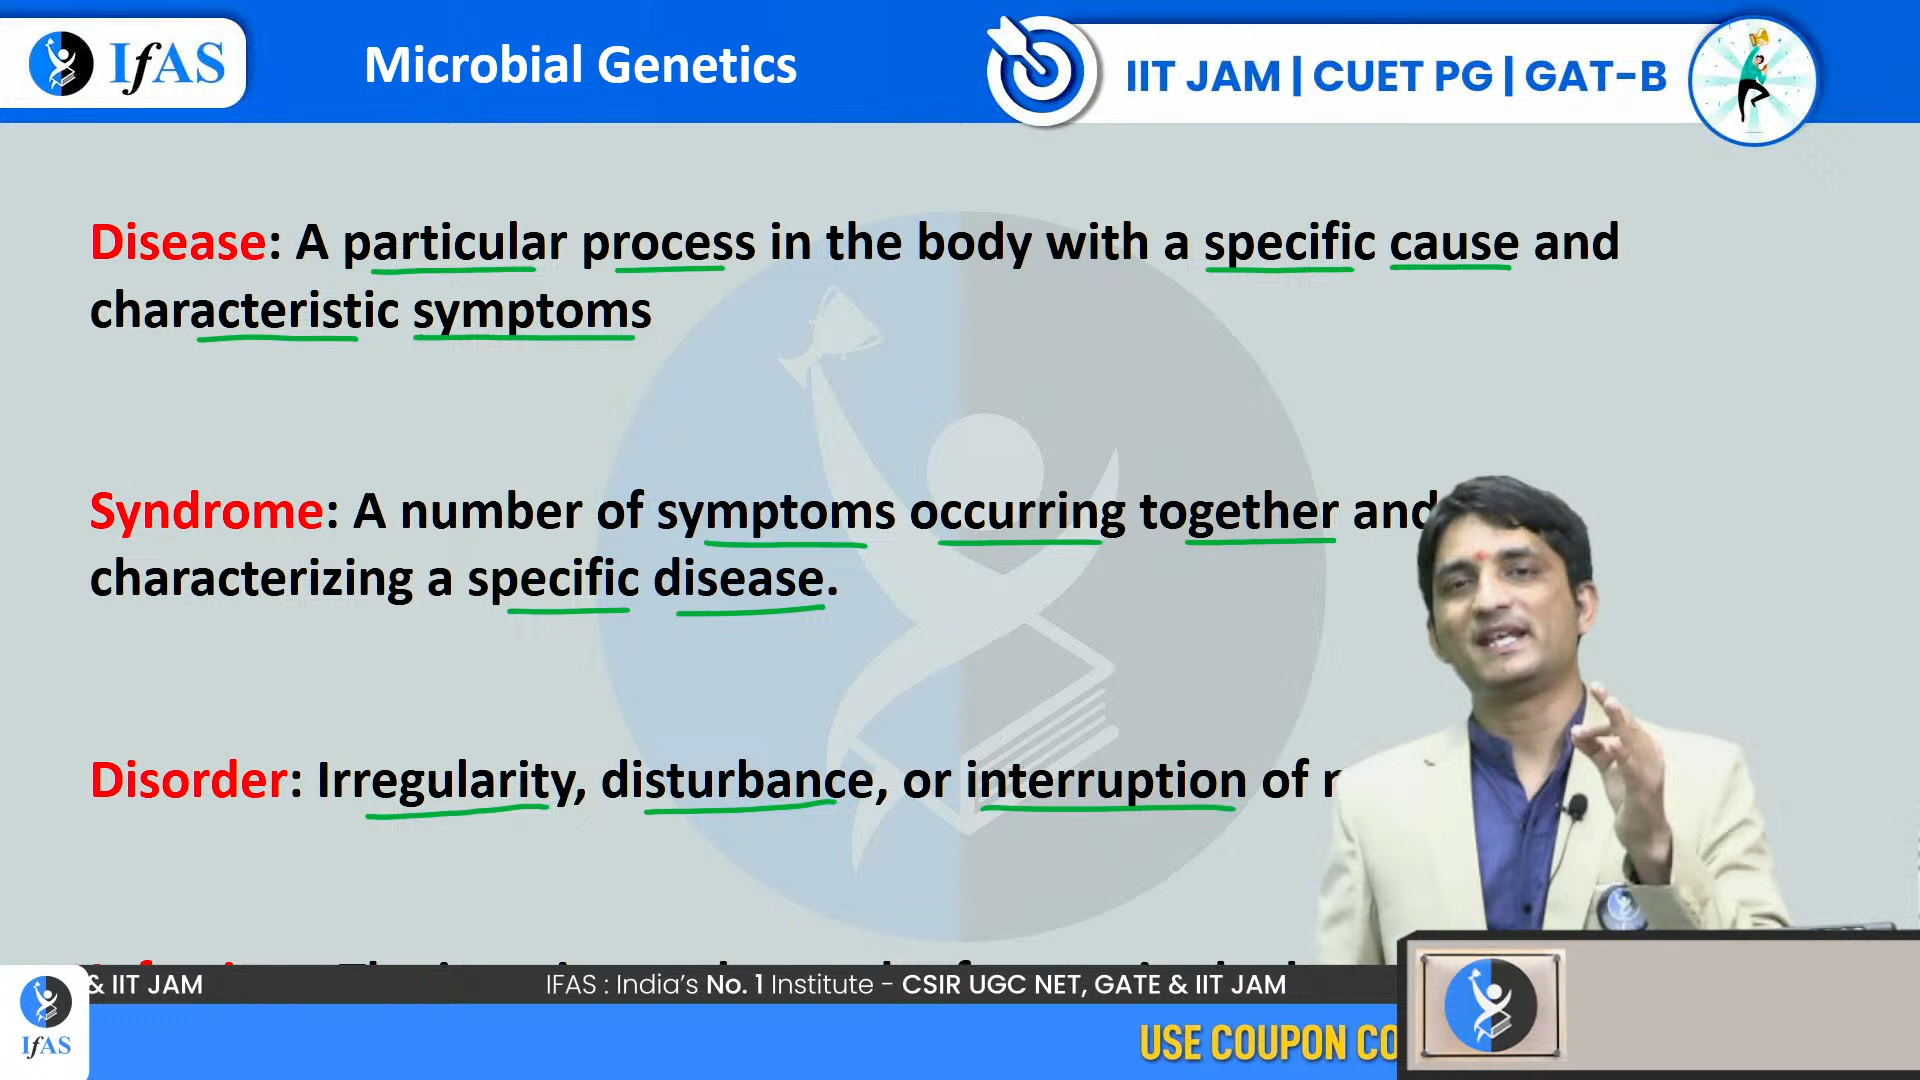 IfAS
Microbial Genetics
IIT JAM | CUET PG | GAT-B
Disease: A particular process in the body with a specific cause and
characteristic symptoms
Syndrome: A number of symptoms occurring together and
characterizing a specific disease.
Disorder: Irregularity, disturbance, or interruption of
& IIT JAM
IFAS : India's No. 1 Institute - CSIR UGC NET, GATE & IIT JAM
IfAS
USE COUPON CO